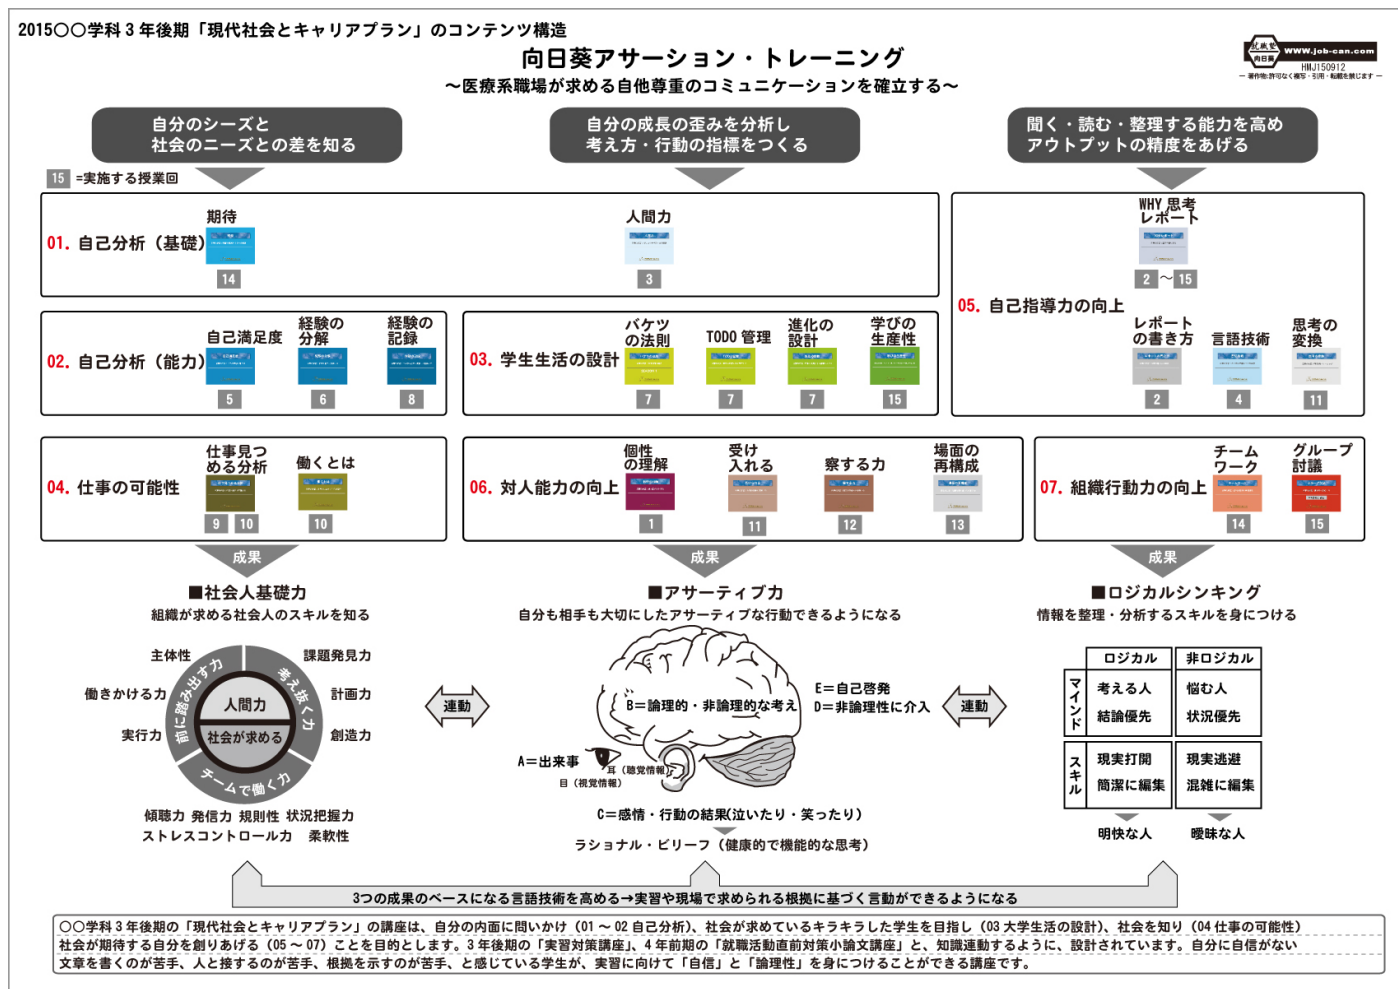 2015〇〇学科3年後期「現代社会とキャリアプラン」のコンテンツ構造
向日葵アサーション・トレーニング
～医療系職場が求める自他尊重のコミュニケーションを確立する～
就職塾
向日葵
www.job-can.com
HMJ150912
― 著作物:許可なく複写・引用・転載を禁じます ―
自分のシーズと
社会のニーズとの差を知る
自分の成長の歪みを分析し
考え方・行動の指標をつくる
聞く・読む・整理する能力を高め
アウトプットの精度をあげる
15 =実施する授業回
01. 自己分析（基礎）
期待
14
人間力
3
02. 自己分析（能力）
自己満足度
5
経験の
分解
6
経験の
記録
8
03. 学生生活の設計
バケツ
の法則
7
TODO 管理
7
進化の
設計
7
学びの
生産性
15
05. 自己指導力の向上
WHY 思考
レポート
2 ～ 15
レポート
の書き方
2
言語技術
4
思考の
変換
11
04. 仕事の可能性
仕事見つ
める分析
9 10
働くとは
10
06. 対人能力の向上
個性
の理解
1
受け
入れる
11
察する力
12
場面の
再構成
13
07. 組織行動力の向上
チーム
ワーク
14
グループ
討議
15
成果
成果
成果
■社会人基礎力
組織が求める社会人のスキルを知る
主体性
働きかける力
実行力
課題発見力
計画力
創造力
前に踏み出す力
考え抜く力
チームで働く力
人間力
社会が求める
傾聴力 発信力 規則性 状況把握力
ストレスコントロール力 柔軟性
連動
■アサーティブ力
自分も相手も大切にしたアサーティブな行動できるようになる
B＝論理的・非論理的な考え
E＝自己啓発
D＝非論理性に介入
A＝出来事
耳（聴覚情報）
目（視覚情報）
C＝感情・行動の結果(泣いたり・笑ったり)
ラショナル・ビリーフ（健康的で機能的な思考）
連動
■ロジカルシンキング
情報を整理・分析するスキルを身につける
ロジカル 非ロジカル
マインド
考える人 悩む人
結論優先 状況優先
スキル
現実打開 現実逃避
簡潔に編集 混雑に編集
明快な人 曖昧な人
3つの成果のベースになる言語技術を高める→実習や現場で求められる根拠に基づく言動ができるようになる
〇〇学科3年後期の「現代社会とキャリアプラン」の講座は、自分の内面に問いかけ（01～02自己分析）、社会が求めているキラキラした学生を目指し（03大学生活の設計）、社会を知り（04仕事の可能性）
社会が期待する自分を創りあげる（05～07）ことを目的とします。3年後期の「実習対策講座」、4年前期の「就職活動直前対策小論文講座」と、知識連動するように、設計されています。自分に自信がない
文章を書くのが苦手、人と接するのが苦手、根拠を示すのが苦手、と感じている学生が、実習に向けて「自信」と「論理性」を身につけることができる講座です。